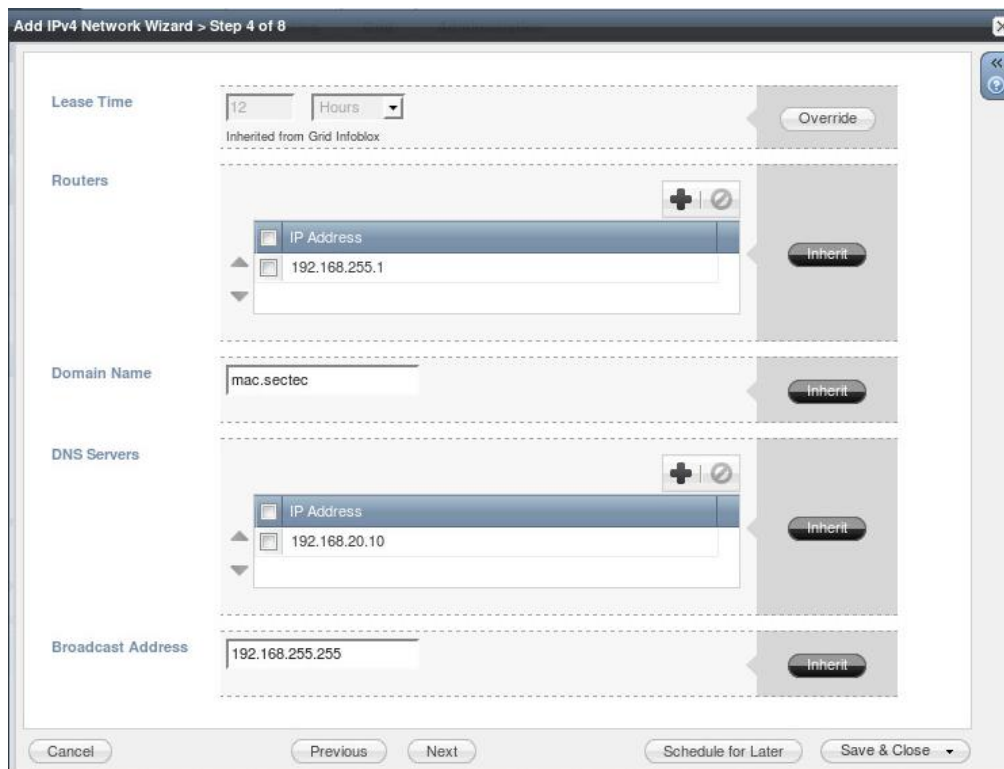 Add IPv4 Network Wizard > Step 4 of 8
Lease Time
12
Hours
Override
Inherited from Grid Infoblox
Routers
IP Address
192.168.255.1
Inherit
Domain Name
mac.sectec
Inherit
DNS Servers
IP Address
192.168.20.10
Inherit
Broadcast Address
192.168.255.255
Inherit
Cancel
Previous
Next
Schedule for Later
Save & Close